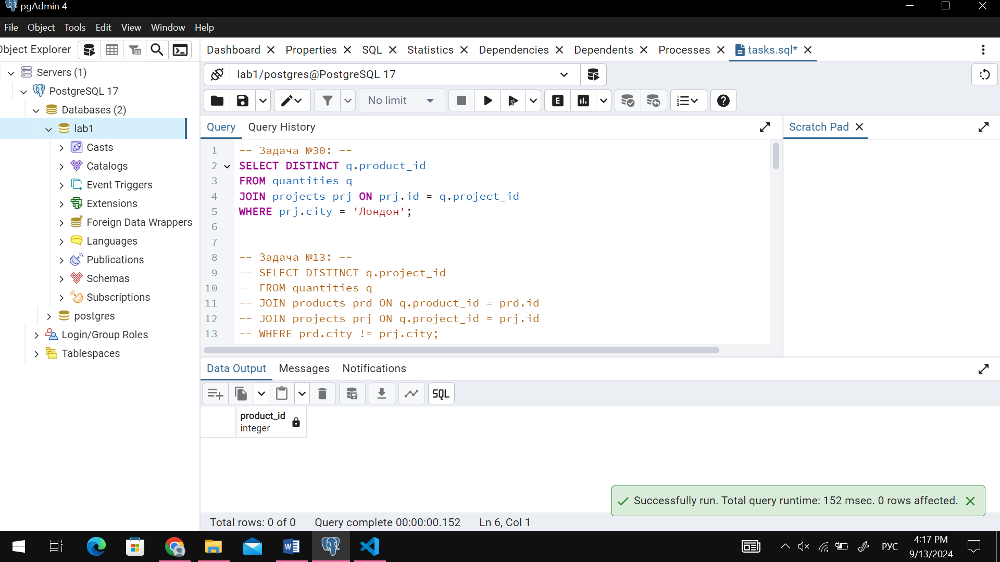 pgAdmin 4
File Object Tools Edit View Window Help
Object Explorer
Dashboard Properties SQL Statistics Dependencies Dependents Processes tasks.sql*
Servers (1)
PostgreSQL 17
Databases (2)
lab1
Casts
Catalogs
Event Triggers
Extensions
Foreign Data Wrappers
Languages
Publications
Schemas
Subscriptions
postgres
Login/Group Roles
Tablespaces
lab1/postgres@PostgreSQL 17
No limit
E
Query Query History
Scratch Pad
1 -- Задача №30: --
2 SELECT DISTINCT q.product_id
3 FROM quantities q
4 JOIN projects prj ON prj.id = q.project_id
5 WHERE prj.city = 'Лондон';
6
7
8 -- Задача №13: --
9 -- SELECT DISTINCT q.project_id
10 -- FROM quantities q
11 -- JOIN products prd ON q.product_id = prd.id
12 -- JOIN projects prj ON q.project_id = prj.id
13 -- WHERE prd.city != prj.city;
Data Output Messages Notifications
SQL
product_id
integer
Successfully run. Total query runtime: 152 msec. 0 rows affected.
Total rows: 0 of 0 Query complete 00:00:00.152 Ln 6, Col 1
РУС
4:17 PM
9/13/2024